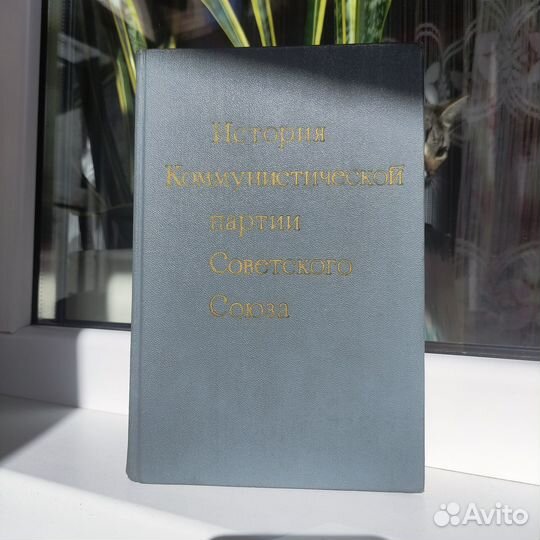 История
Коммунистической
партии
Советского
Союза
Avito